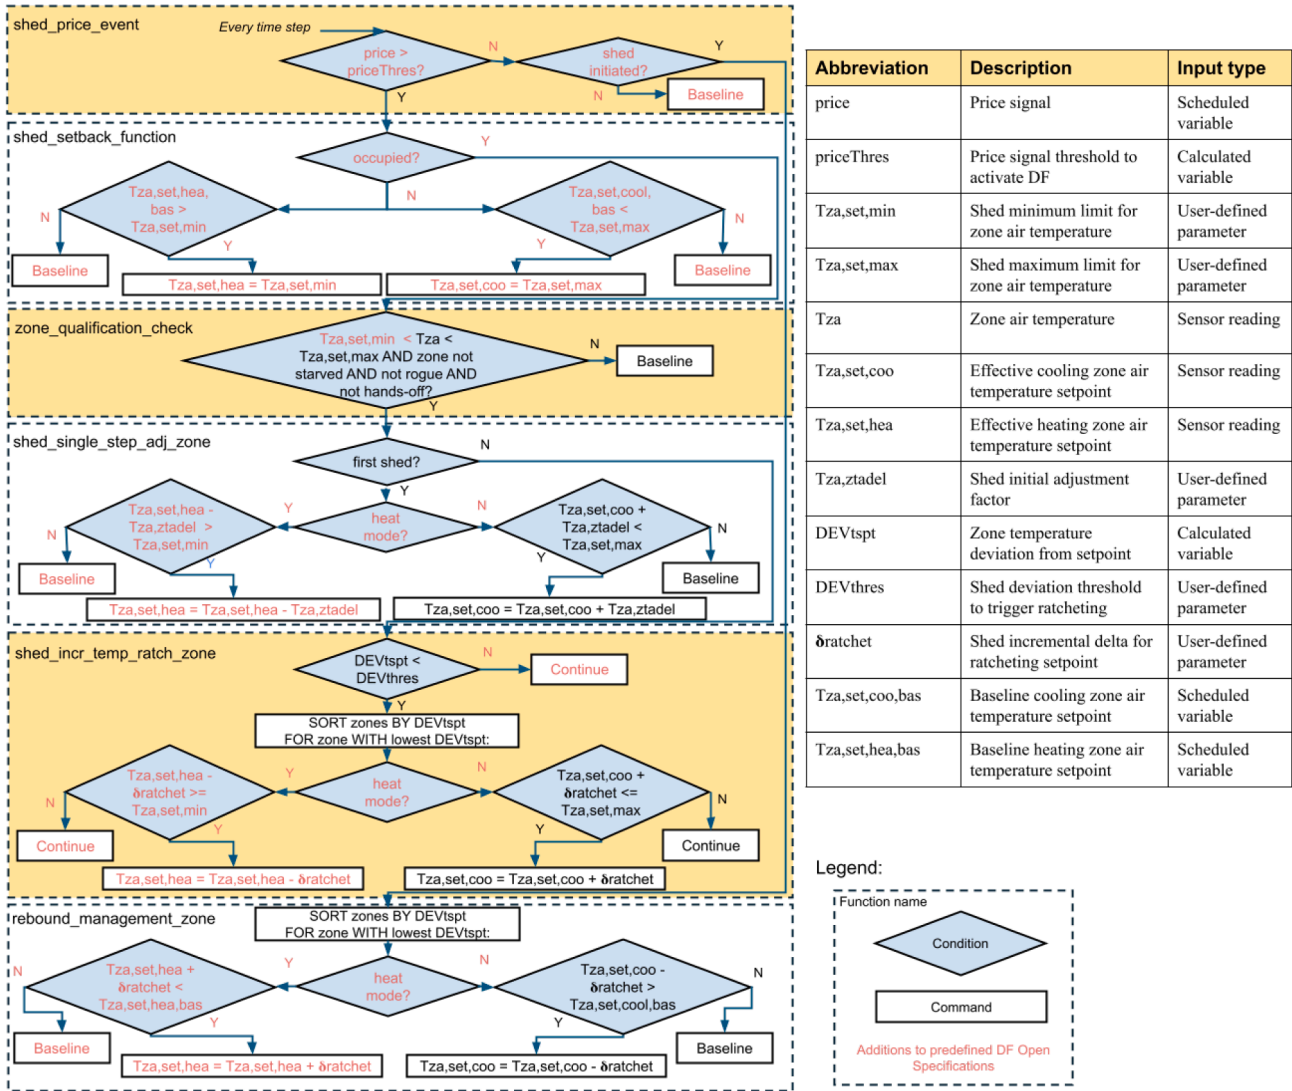 shed_price_event
Every time step
price >
priceThres?
N
shed
initiated?
Y
N
Baseline
Y
shed_setback_function
occupied?
Y
N
Tza,set,hea,
bas >
Tza,set,min
N
Y
Baseline
Tza,set,hea = Tza,set,min
Tza,set,cool,
bas <
Tza,set,max
N
Y
Baseline
Tza,set,coo = Tza,set,max
zone_qualification_check
Tza,set,min < Tza <
Tza,set,max AND zone not
starved AND not rogue AND
not hands-off?
N
Baseline
Y
shed_single_step_adj_zone
first shed?
N
Y
heat
mode?
Y
N
Tza,set,hea -
Tza,ztadel >
Tza,set,min
N
Y
Baseline
Tza,set,hea = Tza,set,hea - Tza,ztadel
Tza,set,coo +
Tza,ztadel <
Tza,set,max
N
Y
Baseline
Tza,set,coo = Tza,set,coo + Tza,ztadel
shed_incr_temp_ratch_zone
DEVtspt <
DEVthres
N
Continue
Y
SORT zones BY DEVtspt
FOR zone WITH lowest DEVtspt:
heat
mode?
Y
N
Tza,set,hea -
δratchet >=
Tza,set,min
N
Y
Continue
Tza,set,hea = Tza,set,hea - δratchet
Tza,set,coo +
δratchet <=
Tza,set,max
N
Y
Continue
Tza,set,coo = Tza,set,coo + δratchet
rebound_management_zone
SORT zones BY DEVtspt
FOR zone WITH lowest DEVtspt:
heat
mode?
Y
N
Tza,set,hea +
δratchet <
Tza,set,hea,bas
N
Y
Baseline
Tza,set,hea = Tza,set,hea + δratchet
Tza,set,coo -
δratchet >
Tza,set,cool,bas
N
Y
Baseline
Tza,set,coo = Tza,set,coo - δratchet
Abbreviation Description Input type
price Price signal Scheduled
variable
priceThres Price signal threshold to Calculated
activate DF variable
Tza,set,min Shed minimum limit for User-defined
zone air temperature parameter
Tza,set,max Shed maximum limit for User-defined
zone air temperature parameter
Tza Zone air temperature Sensor reading
Tza,set,coo Effective cooling zone air Sensor reading
temperature setpoint
Tza,set,hea Effective heating zone air Sensor reading
temperature setpoint
Tza,ztadel Shed initial adjustment User-defined
factor parameter
DEVtspt Zone temperature Calculated
deviation from setpoint variable
DEVthres Shed deviation threshold User-defined
to trigger ratcheting parameter
δratchet Shed incremental delta for User-defined
ratcheting setpoint parameter
Tza,set,coo,bas Baseline cooling zone air Scheduled
temperature setpoint variable
Tza,set,hea,bas Baseline heating zone air Scheduled
temperature setpoint variable
Legend:
Function name
Condition
Command
Additions to predefined DF Open
Specifications